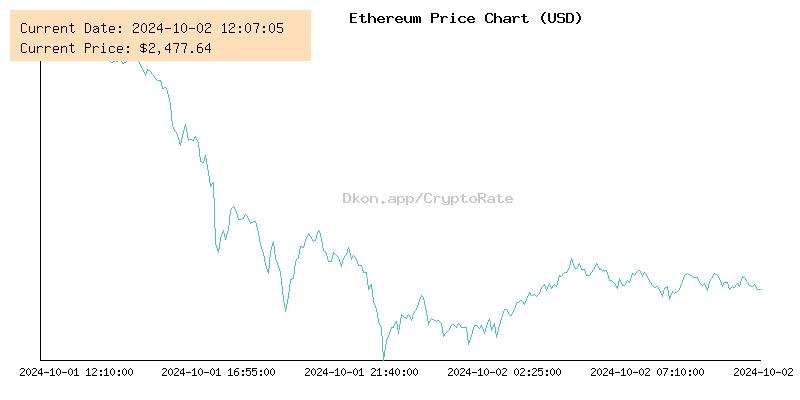 Ethereum Price Chart (USD)
Current Date: 2024-10-02 12:07:05
Current Price: $2,477.64
Dkon.app/CryptoRate
2024-10-01 12:10:00 2024-10-01 16:55:00 2024-10-01 21:40:00 2024-10-02 02:25:00 2024-10-02 07:10:00 2024-10-02